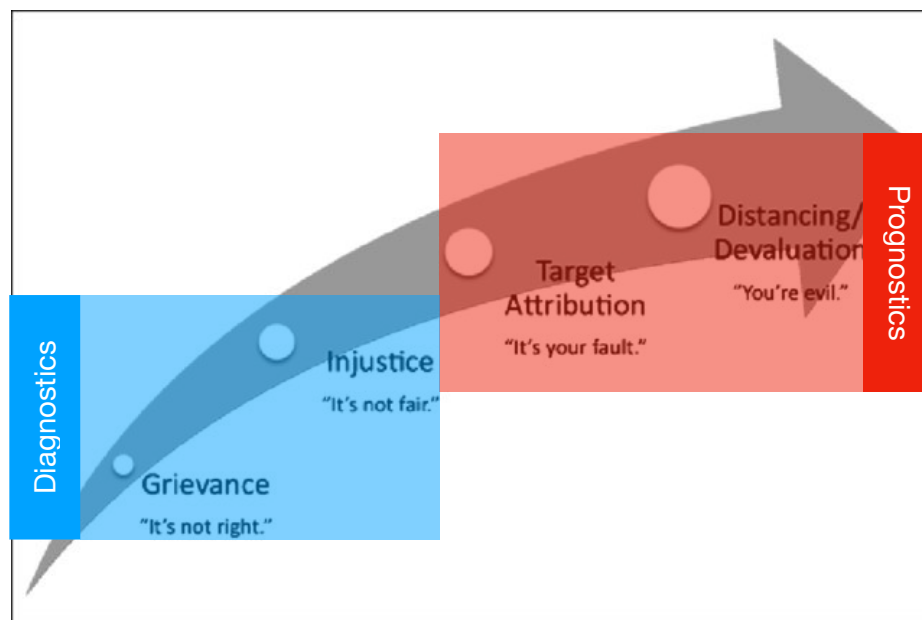 Diagnostics
Grievance
"It's not right."
Injustice
"It's not fair."
Target
Attribution
"It's your fault."
Distancing/
Devaluation
"You're evil."
Prognostics